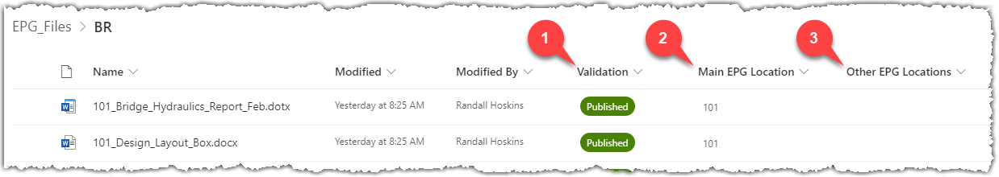 EPG_Files > BR
1 2 3
Name Modified Modified By Validation Main EPG Location Other EPG Locations
101_Bridge_Hydraulics_Report_Feb.dotx Yesterday at 8:25 AM Randall Hoskins Published 101
101_Design_Layout_Box.docx Yesterday at 8:25 AM Randall Hoskins Published 101